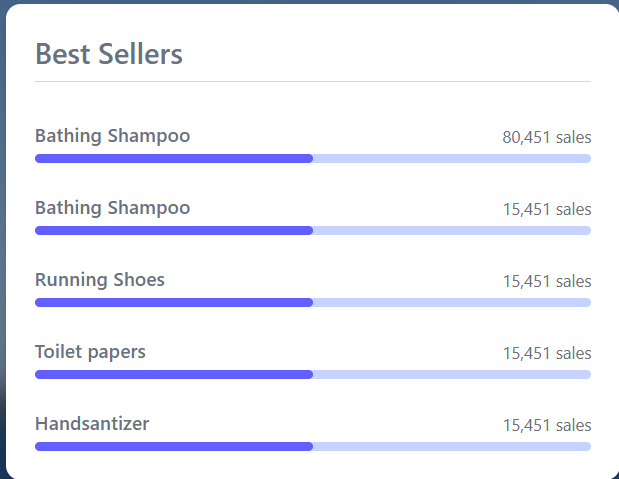 Best Sellers
Bathing Shampoo 80,451 sales
Bathing Shampoo 15,451 sales
Running Shoes 15,451 sales
Toilet papers 15,451 sales
Handsantizer 15,451 sales